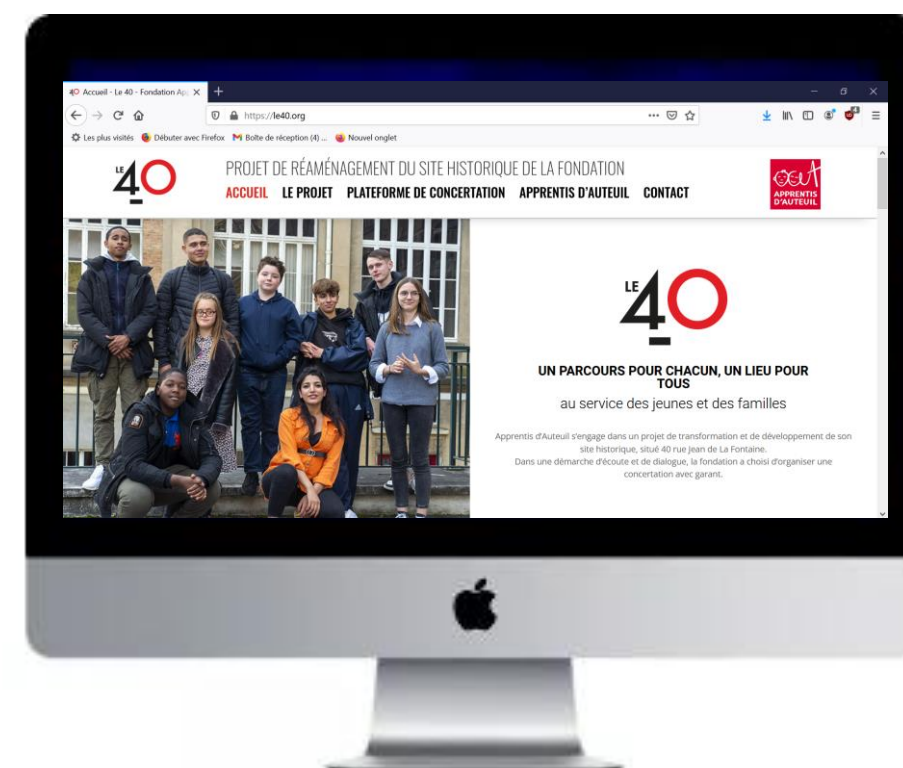 40 Accueil - Le 40 - Fondation App
https://le40.org
Les plus visités Débuter avec Firefox Boîte de réception (4) ... Nouvel onglet
LE 40
PROJET DE RÉAMÉNAGEMENT DU SITE HISTORIQUE DE LA FONDATION
ACCUEIL LE PROJET PLATEFORME DE CONCERTATION APPRENTIS D'AUTEUIL CONTACT
APPRENTIS
D'AUTEUIL
LE 40
UN PARCOURS POUR CHACUN, UN LIEU POUR
TOUS
au service des jeunes et des familles
Apprentis d'Auteuil s'engage dans un projet de transformation et de développement de son
site historique, situé 40 rue Jean de La Fontaine.
Dans une démarche d'écoute et de dialogue, la fondation a choisi d'organiser une
concertation avec garant.